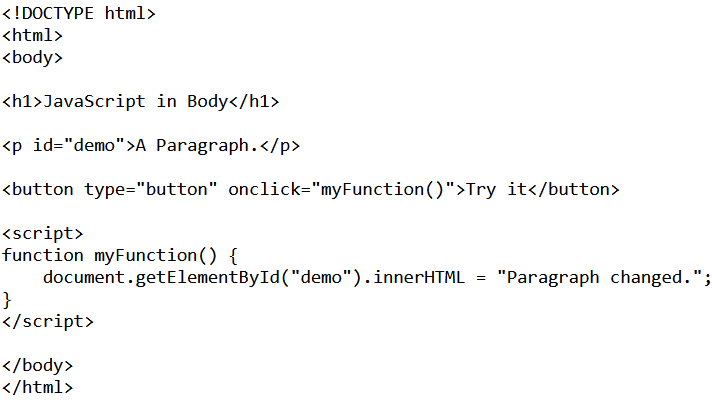 <!DOCTYPE html>
<html>
<body>
<h1>JavaScript in Body</h1>
<p id="demo">A Paragraph.</p>
<button type="button" onclick="myFunction()">Try it</button>
<script>
function myFunction() {
    document.getElementById("demo").innerHTML = "Paragraph changed.";
}
</script>
</body>
</html>